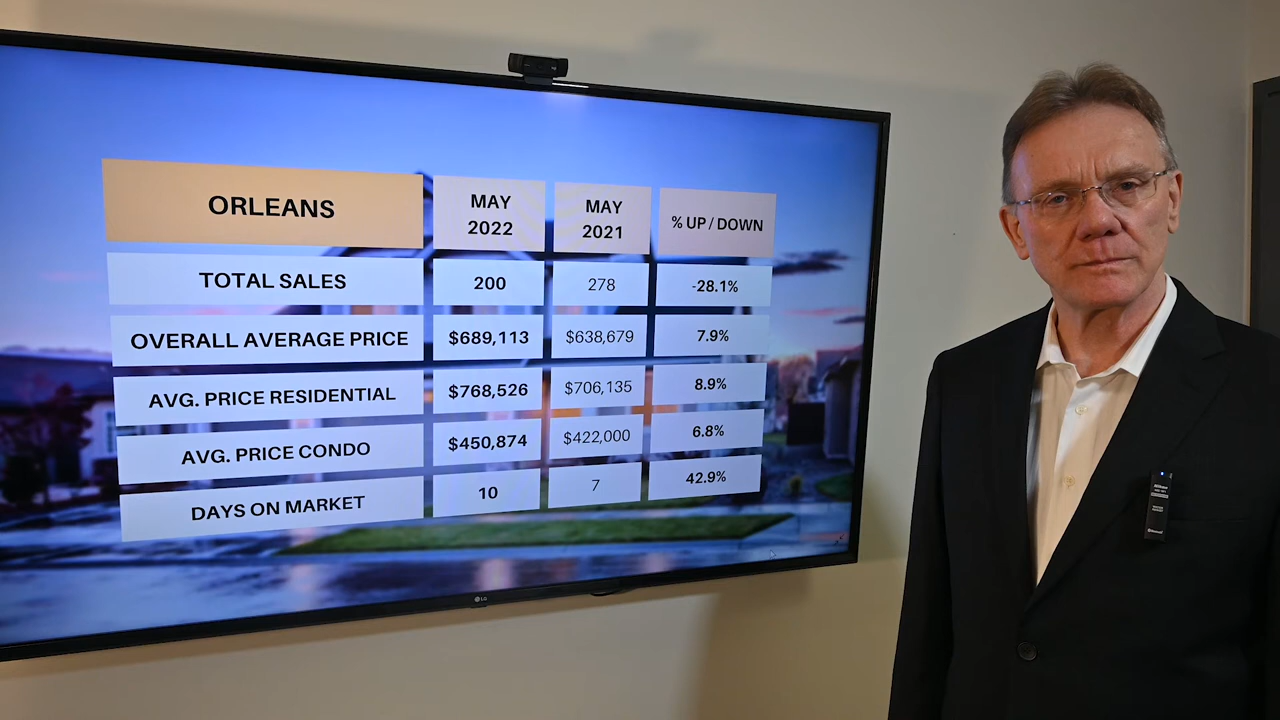 ORLEANS
MAY
2022
MAY
2021
% UP / DOWN
TOTAL SALES
200
278
-28.1%
OVERALL AVERAGE PRICE
$689,113
$638,679
7.9%
AVG. PRICE RESIDENTIAL
$768,526
$706,135
8.9%
AVG. PRICE CONDO
$450,874
$422,000
6.8%
DAYS ON MARKET
10
7
42.9%
LG